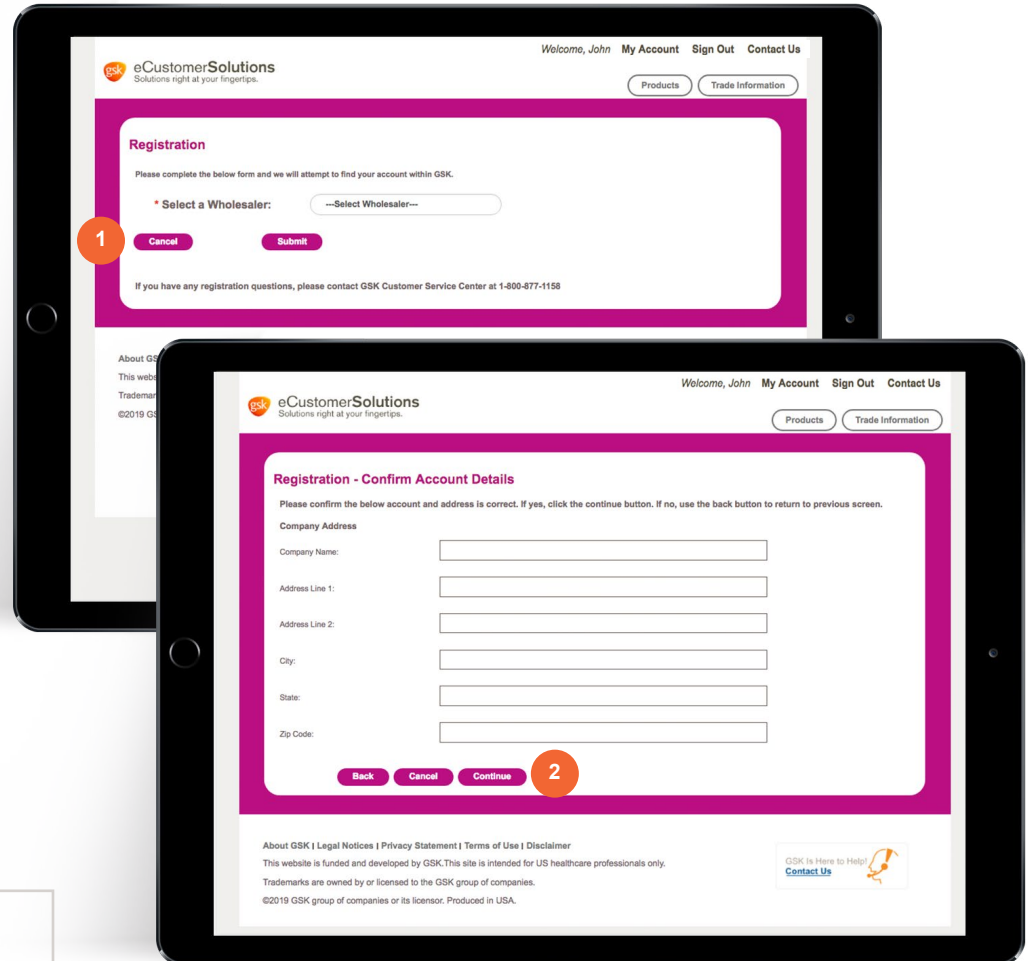 Welcome, John My Account Sign Out Contact Us
gsk eCustomerSolutions
Solutions right at your fingertips.
Products Trade Information
Registration
Please complete the below form and we will attempt to find your account within GSK.
* Select a Wholesaler: ---Select Wholesaler---
1 Cancel Submit
If you have any registration questions, please contact GSK Customer Service Center at 1-800-877-1158
About
This
©2019
Welcome, John My Account Sign Out Contact Us
gsk eCustomerSolutions
Solutions right at your fingertips.
Products Trade Information
Registration - Confirm Account Details
Please confirm the below account and address is correct. If yes, click the continue button. If no, use the back button to return to previous screen.
Company Address
Company Name:
Address Line 1:
Address Line 2:
City:
State:
Zip Code:
Back Cancel Continue 2
About GSK | Legal Notices | Privacy Statement | Terms of Use | Disclaimer
This website is funded and developed by GSK.This site is intended for US healthcare professionals only.
Trademarks are owned by or licensed to the GSK group of companies.
©2019 GSK group of companies or its licensor. Produced in USA.
GSK Is Here to Help!
Contact Us